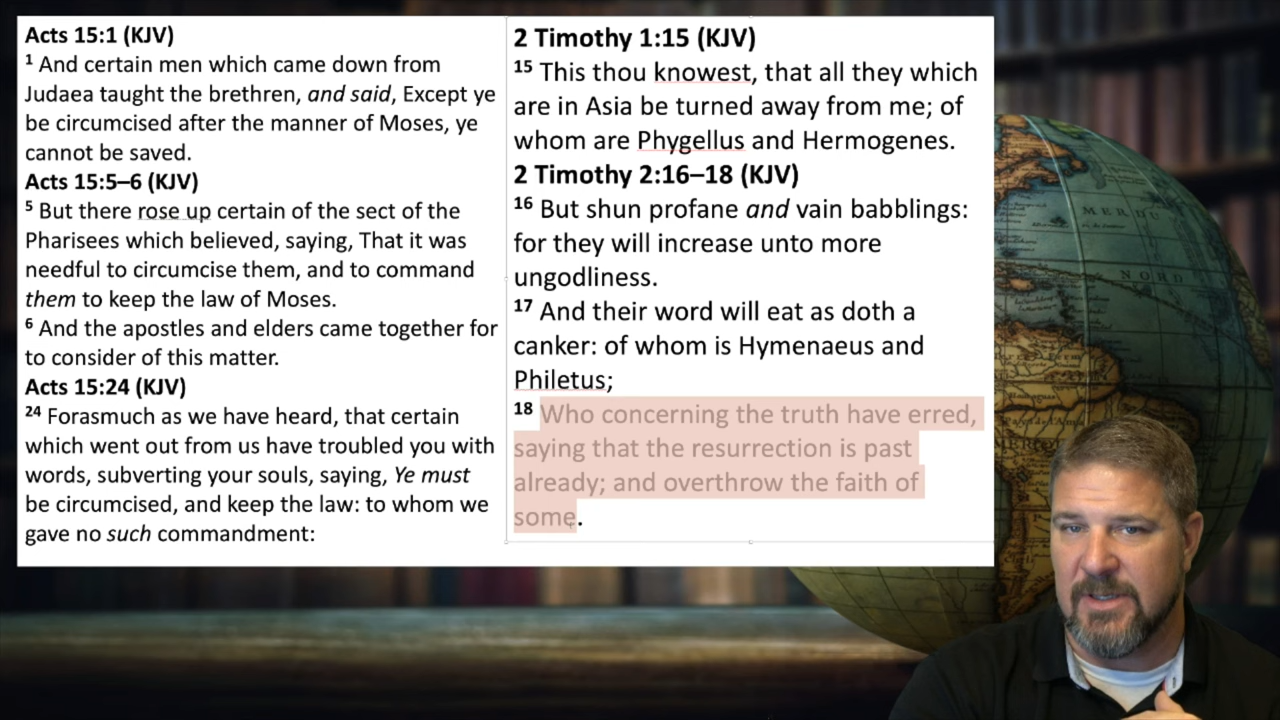 Acts 15:1 (KJV)
1 And certain men which came down from
Judaea taught the brethren, and said, Except ye
be circumcised after the manner of Moses, ye
cannot be saved.
Acts 15:5–6 (KJV)
5 But there rose up certain of the sect of the
Pharisees which believed, saying, That it was
needful to circumcise them, and to command
them to keep the law of Moses.
6 And the apostles and elders came together for
to consider of this matter.
Acts 15:24 (KJV)
24 Forasmuch as we have heard, that certain
which went out from us have troubled you with
words, subverting your souls, saying, Ye must
be circumcised, and keep the law: to whom we
gave no such commandment:
2 Timothy 1:15 (KJV)
15 This thou knowest, that all they which
are in Asia be turned away from me; of
whom are Phygellus and Hermogenes.
2 Timothy 2:16–18 (KJV)
16 But shun profane and vain babblings:
for they will increase unto more
ungodliness.
17 And their word will eat as doth a
canker: of whom is Hymenaeus and
Philetus;
18 Who concerning the truth have erred,
saying that the resurrection is past
already; and overthrow the faith of
some.
MER DU
NORD